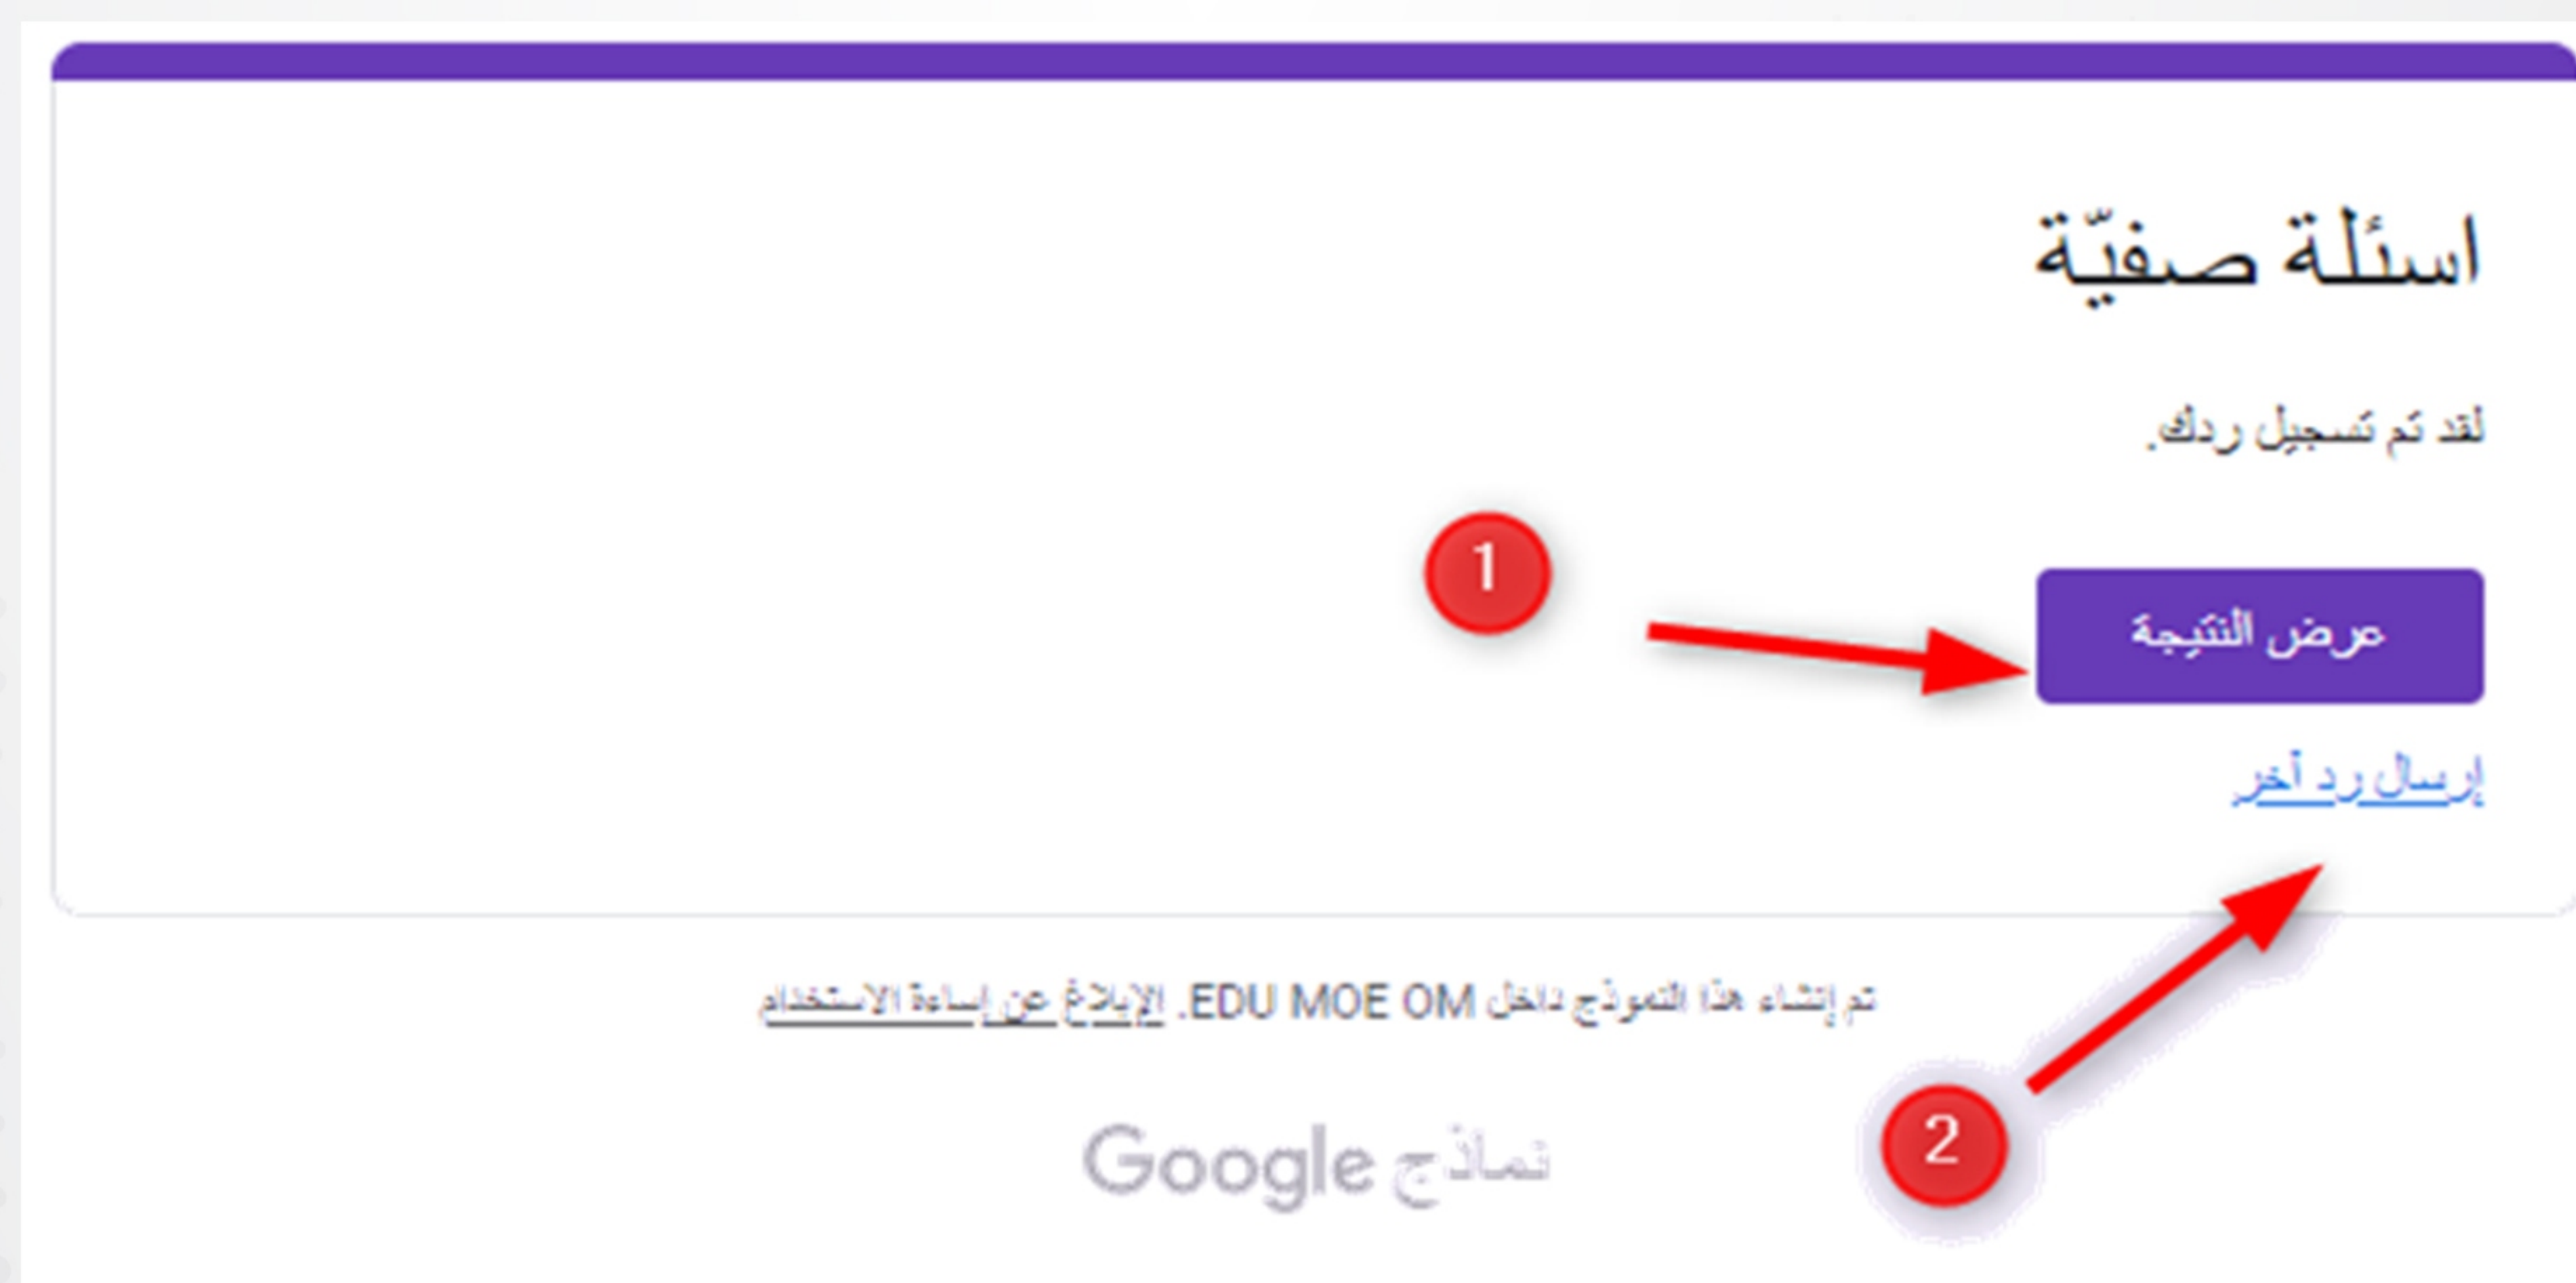 اسئلة صفيّة
لقد تم تسجيل ردك.
1
عرض النتيجة
إرسال رد آخر
تم إنشاء هذا النموذج داخل EDU MOE OM. الإبلاغ عن إساءة الاستخدام
2
نماذج Google